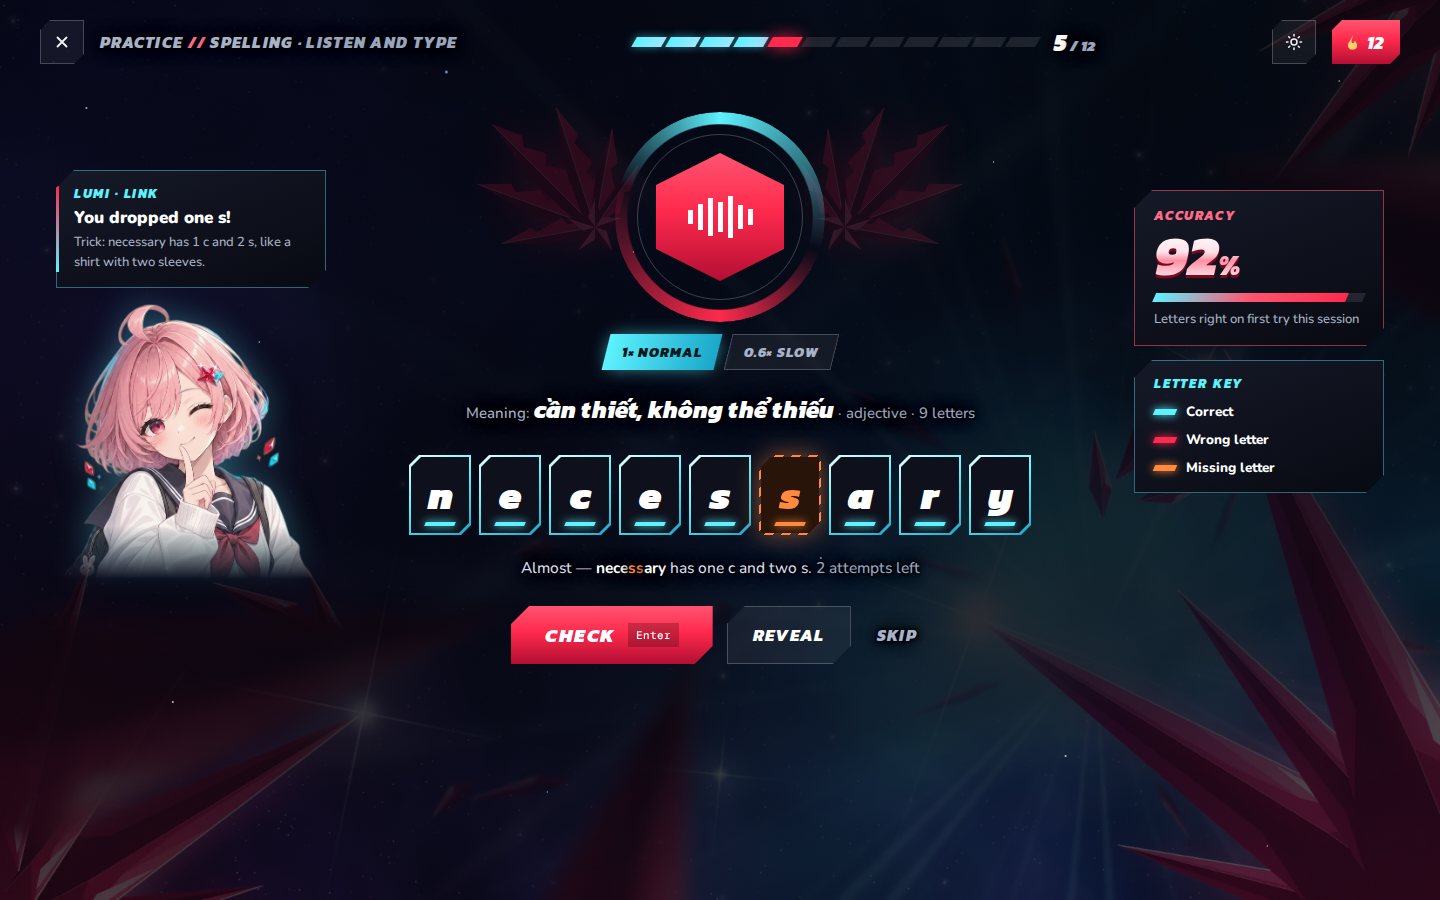 PRACTICE // SPELLING · LISTEN AND TYPE
5 / 12
12
LUMI · LINK
You dropped one s!
Trick: necessary has 1 c and 2 s, like a
shirt with two sleeves.
ACCURACY
92%
Letters right on first try this session
LETTER KEY
Correct
Wrong letter
Missing letter
1× NORMAL
0.6× SLOW
Meaning: cần thiết, không thể thiếu · adjective · 9 letters
n e c e s s a r y
Almost — necessary has one c and two s. 2 attempts left
CHECK Enter
REVEAL
SKIP